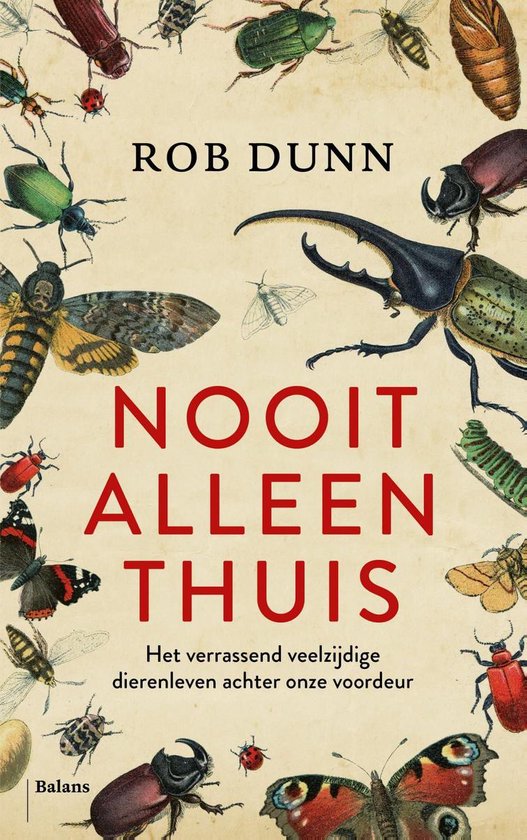 ROB DUNN
NOOIT
ALLEEN
THUIS
Het verrassend veelzijdige
dierenleven achter onze voordeur
Balans